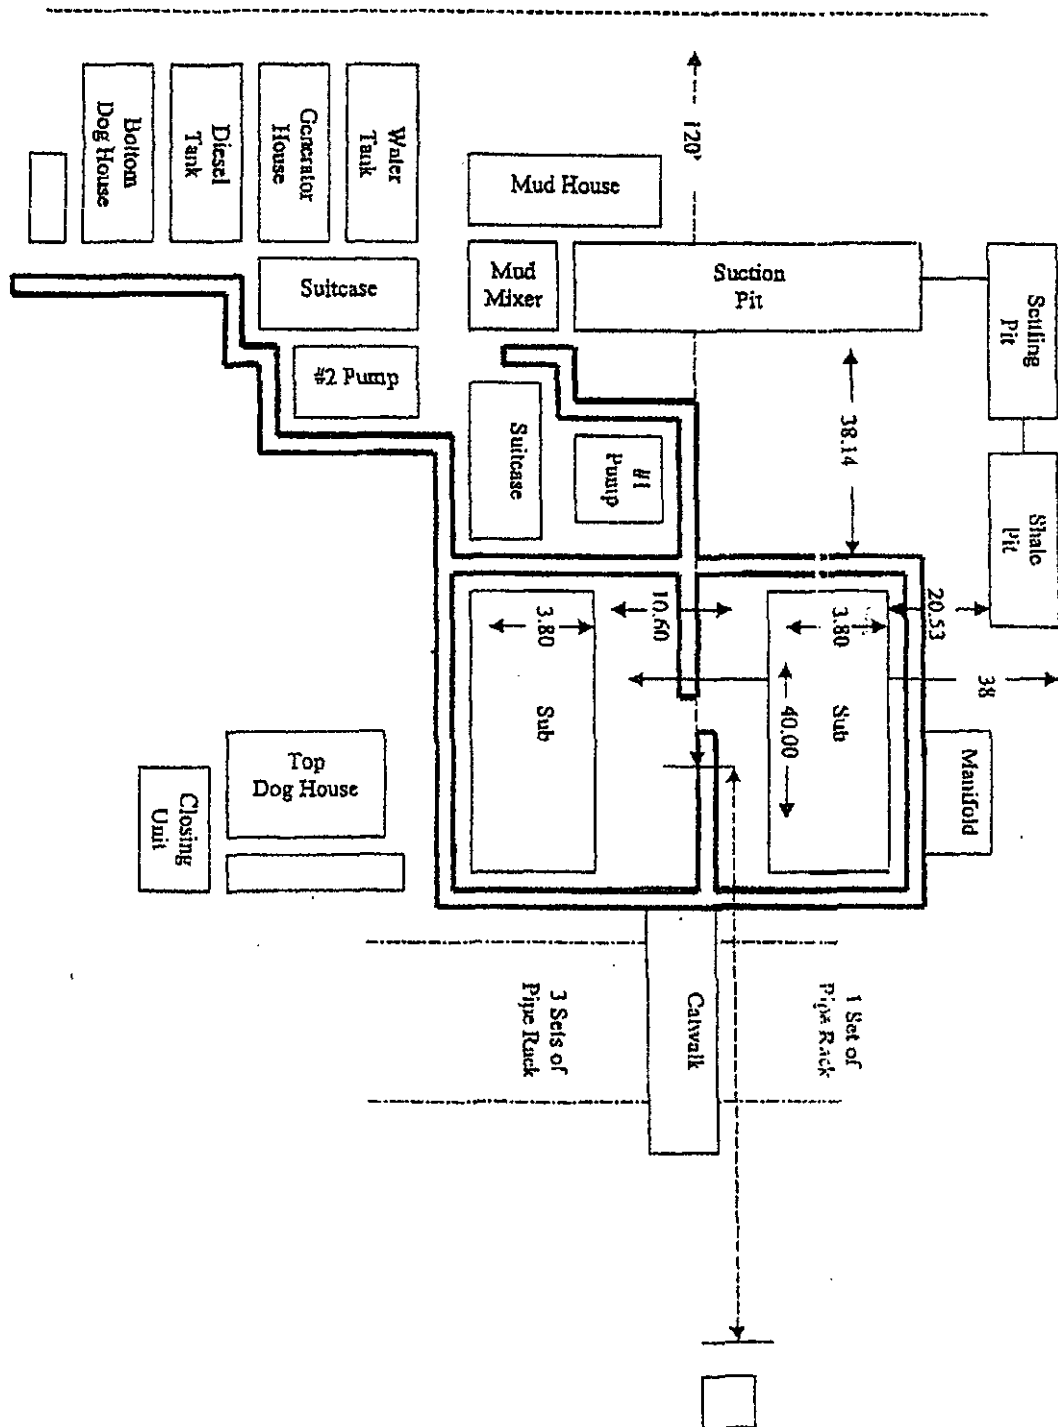 Bottom
Dog House
Diesel
Tank
Generator
House
Water
Tank
120'
Mud House
Suitcase
Mud
Mixer
Suction
Pit
Settling
Pit
#2 Pump
Suitcase
#1
Pump
38.14
Shale
Pit
3.80
10.60
3.80
20.53
38
Sub
40.00
Sub
Manifold
Top
Dog House
Closing
Unit
3 Sets of
Pipe Rack
Catwalk
1 Set of
Pipe Rack